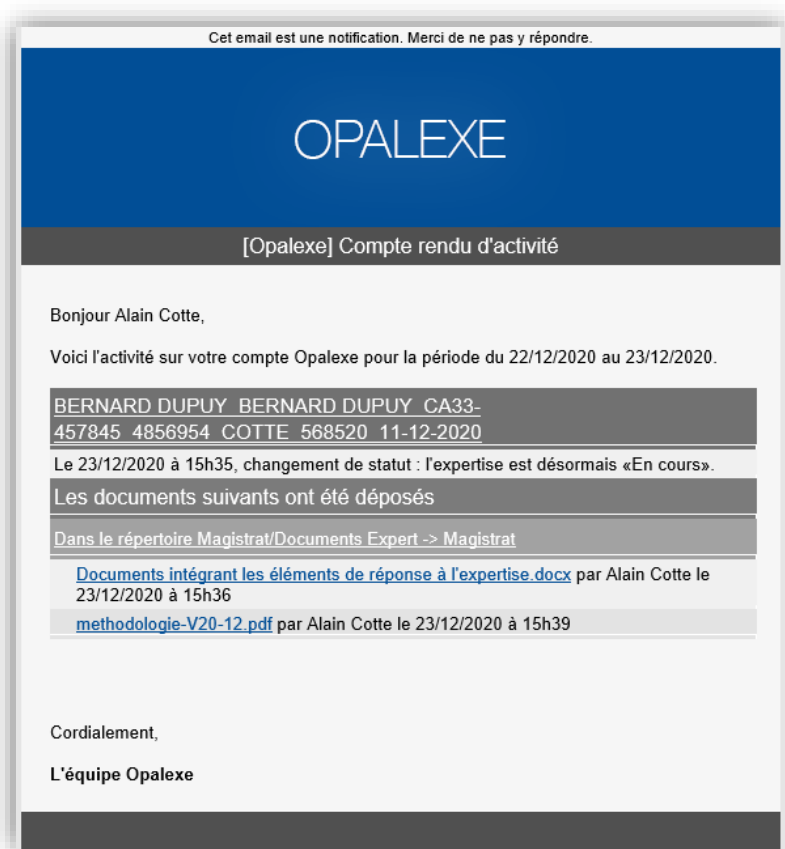 Cet email est une notification. Merci de ne pas y répondre.
OPALEXE
[Opalexe] Compte rendu d'activité
Bonjour Alain Cotte,
Voici l'activité sur votre compte Opalexe pour la période du 22/12/2020 au 23/12/2020.
BERNARD DUPUY_BERNARD DUPUY_CA33-
457845_4856954_COTTE_568520_11-12-2020
Le 23/12/2020 à 15h35, changement de statut : l'expertise est désormais «En cours».
Les documents suivants ont été déposés
Dans le répertoire Magistrat/Documents Expert -> Magistrat
Documents intégrant les éléments de réponse à l'expertise.docx par Alain Cotte le
23/12/2020 à 15h36
methodologie-V20-12.pdf par Alain Cotte le 23/12/2020 à 15h39
Cordialement,
L'équipe Opalexe